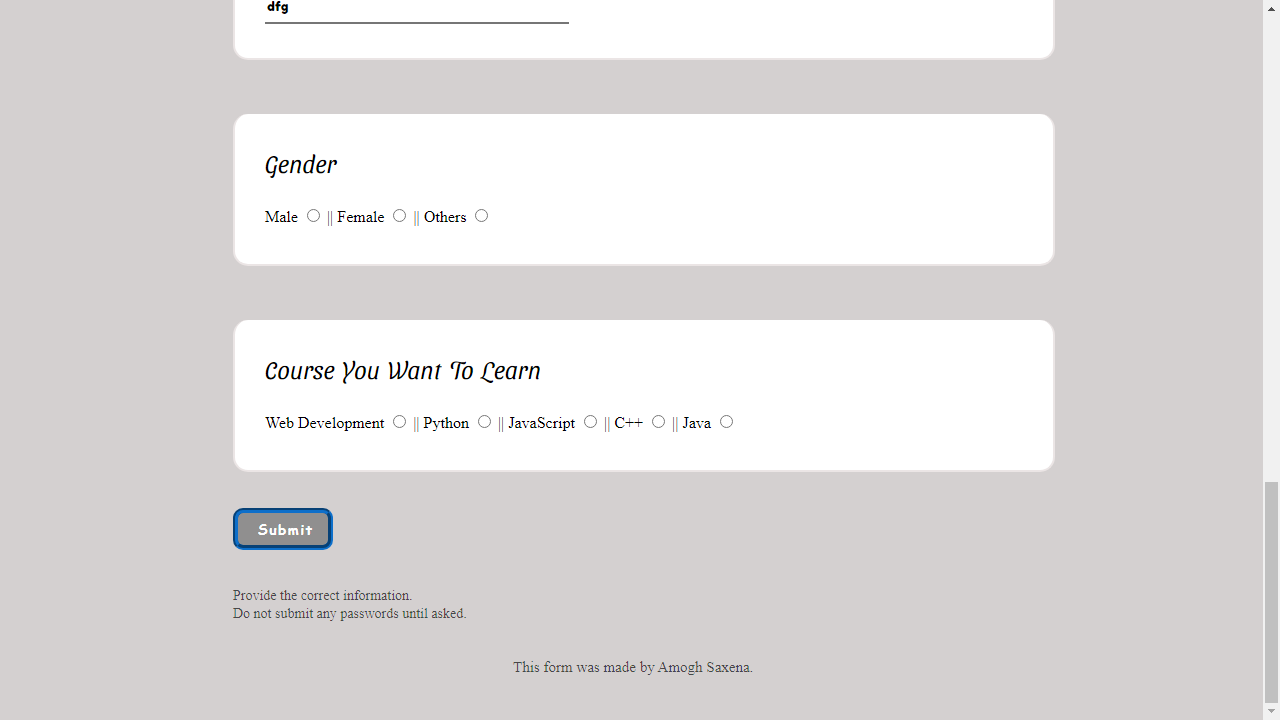 dfg
Gender
Male || Female || Others
Course You Want To Learn
Web Development || Python || JavaScript || C++ || Java
Submit
Provide the correct information.
Do not submit any passwords until asked.
This form was made by Amogh Saxena.